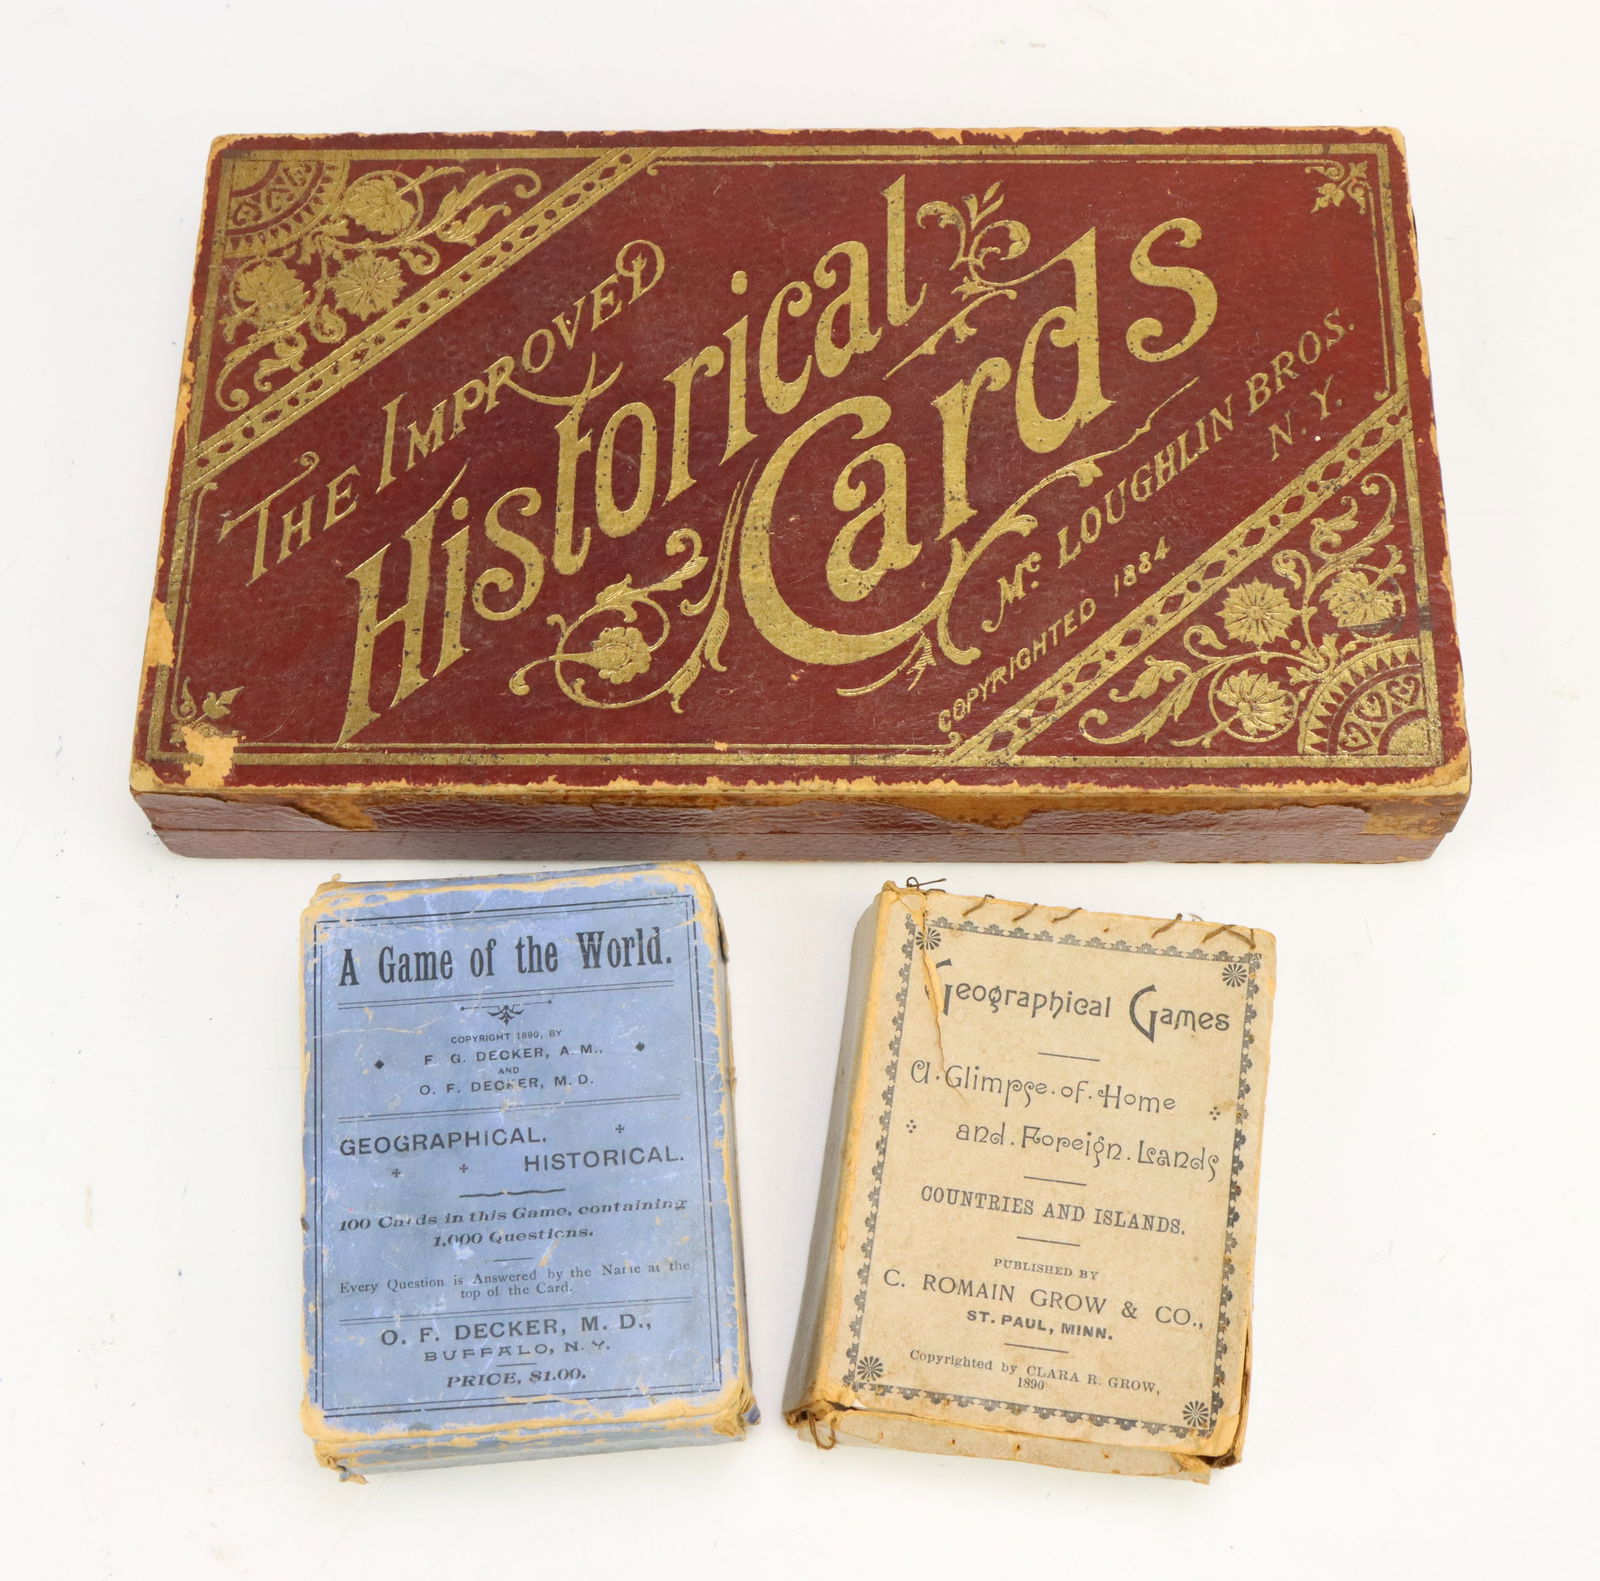 THE IMPROVED
Historical
Cards
Mc LOUGHLIN BROS.
N. Y.
COPYRIGHTED 1884
A Game of the World.
COPYRIGHT 1890, BY
F. G. DECKER, A. M.,
AND
O. F. DECKER, M. D.
GEOGRAPHICAL.
HISTORICAL.
100 Cards in this Game, containing
1,000 Questions.
Every Question is Answered by the Name at the
top of the Card.
O. F. DECKER, M. D.,
BUFFALO, N. Y.
PRICE, $1.00.
Geographical Games
A Glimpse of Home
and Foreign Lands
COUNTRIES AND ISLANDS.
PUBLISHED BY
C. ROMAIN GROW & CO.,
ST. PAUL, MINN.
Copyrighted by CLARA R. GROW,
1890